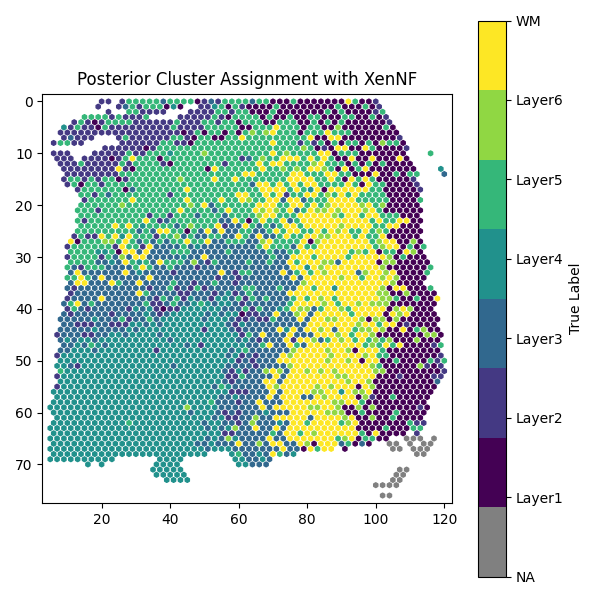 Posterior Cluster Assignment with XenNF
0
10
20
30
40
50
60
70
20
40
60
80
100
120
WM
Layer6
Layer5
Layer4
Layer3
Layer2
Layer1
NA
True Label